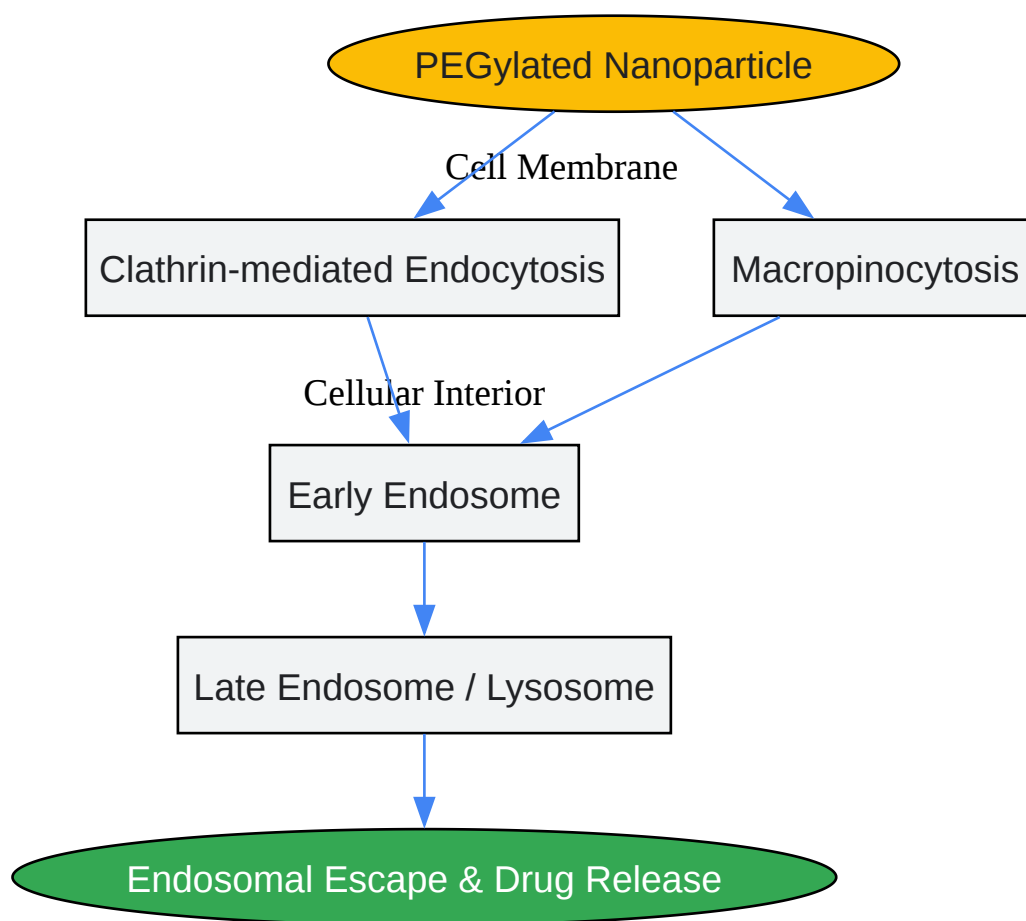 PEGylated Nanoparticle
Cell Membrane
Clathrin-mediated Endocytosis
Macropinocytosis
Cellular Interior
Early Endosome
Late Endosome / Lysosome
Endosomal Escape & Drug Release